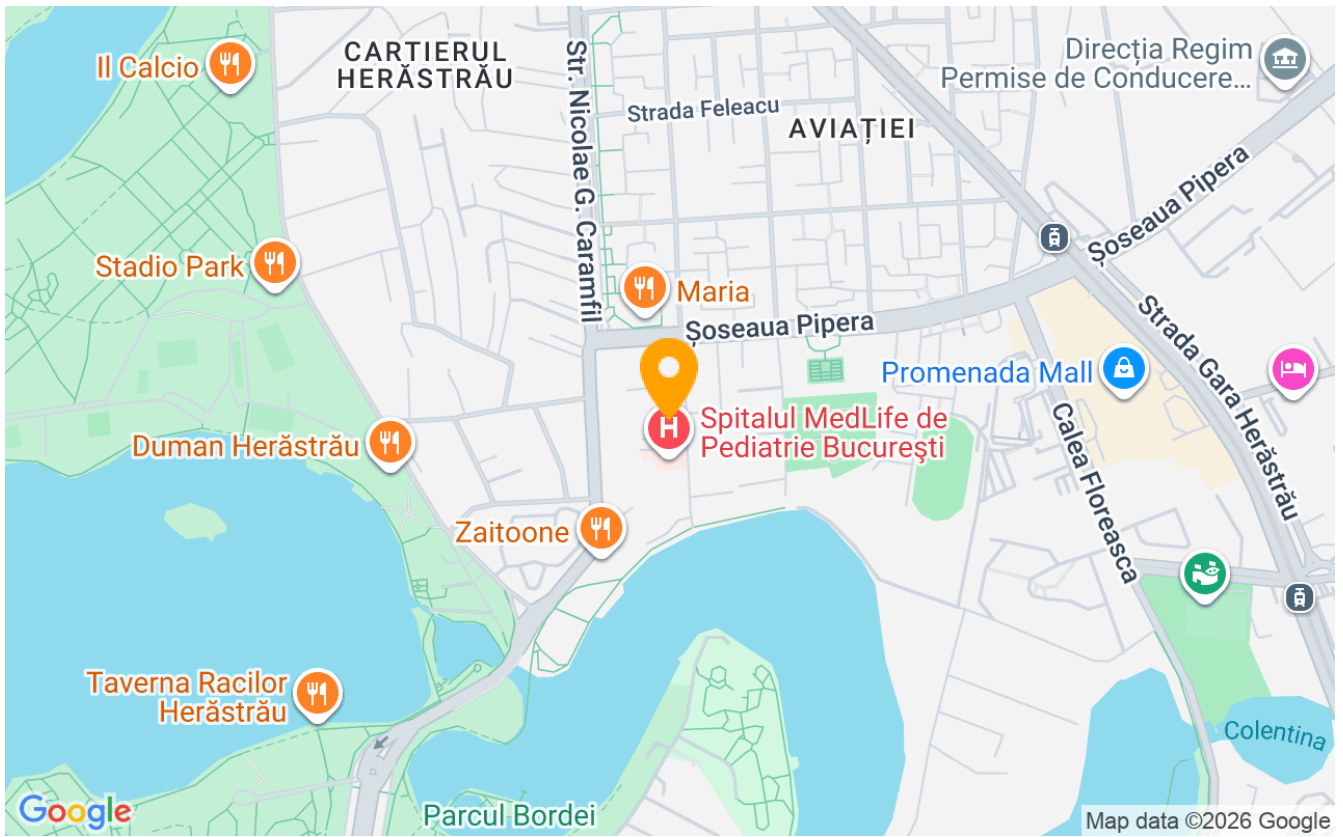 Il Calcio
CARTIERUL
HERĂSTRĂU
Str. Nicolae G. Caramfil
Strada Feleacu
AVIAȚIEI
Direcția Regim
Permise de Conducere...
Șoseaua Pipera
Stadio Park
Maria
Șoseaua Pipera
Strada Gara Herăstrău
Promenada Mall
Calea Floreasca
H
Spitalul MedLife de
Pediatrie Bucureşti
Duman Herăstrău
Zaitoone
Taverna Racilor
Herăstrău
Colentina
Parcul Bordei
Google
Map data ©2026 Google